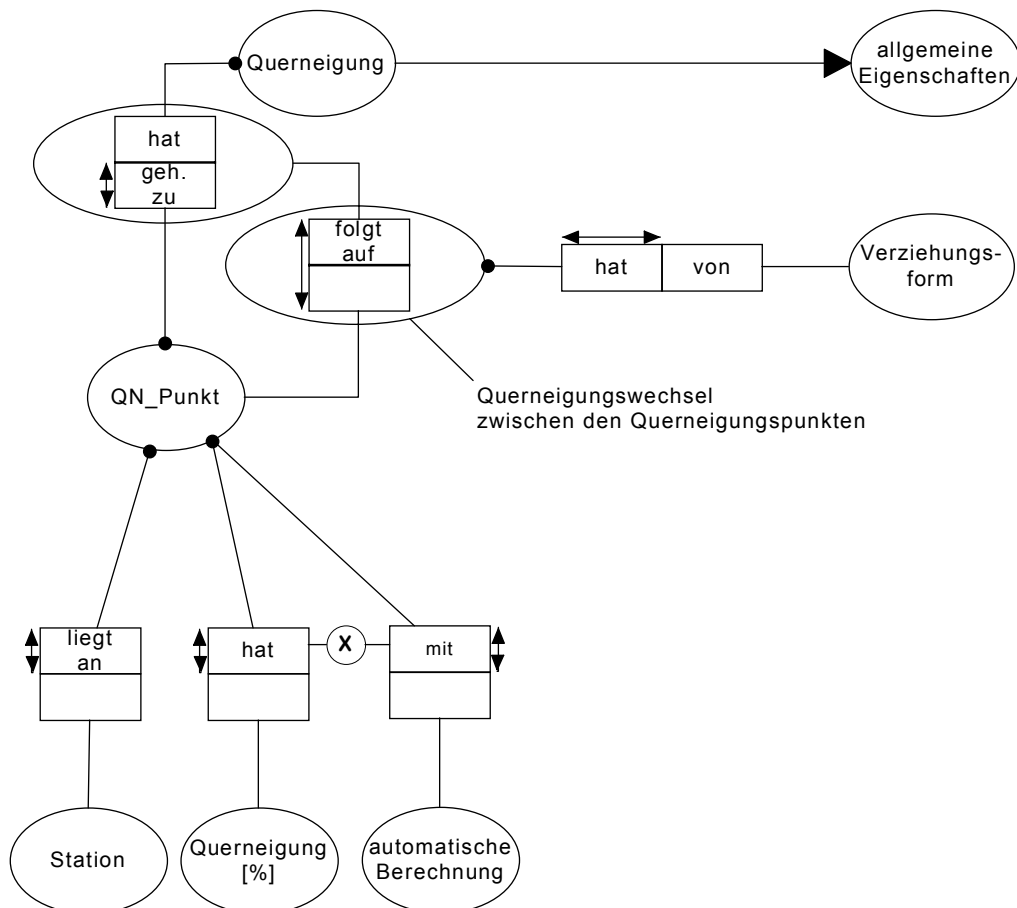 Querneigung
allgemeine
Eigenschaften
hat
geh.
zu
folgt
auf
hat
von
Verziehungs-
form
QN_Punkt
Querneigungswechsel
zwischen den Querneigungspunkten
liegt
an
hat
X
mit
Station
Querneigung
[%]
automatische
Berechnung